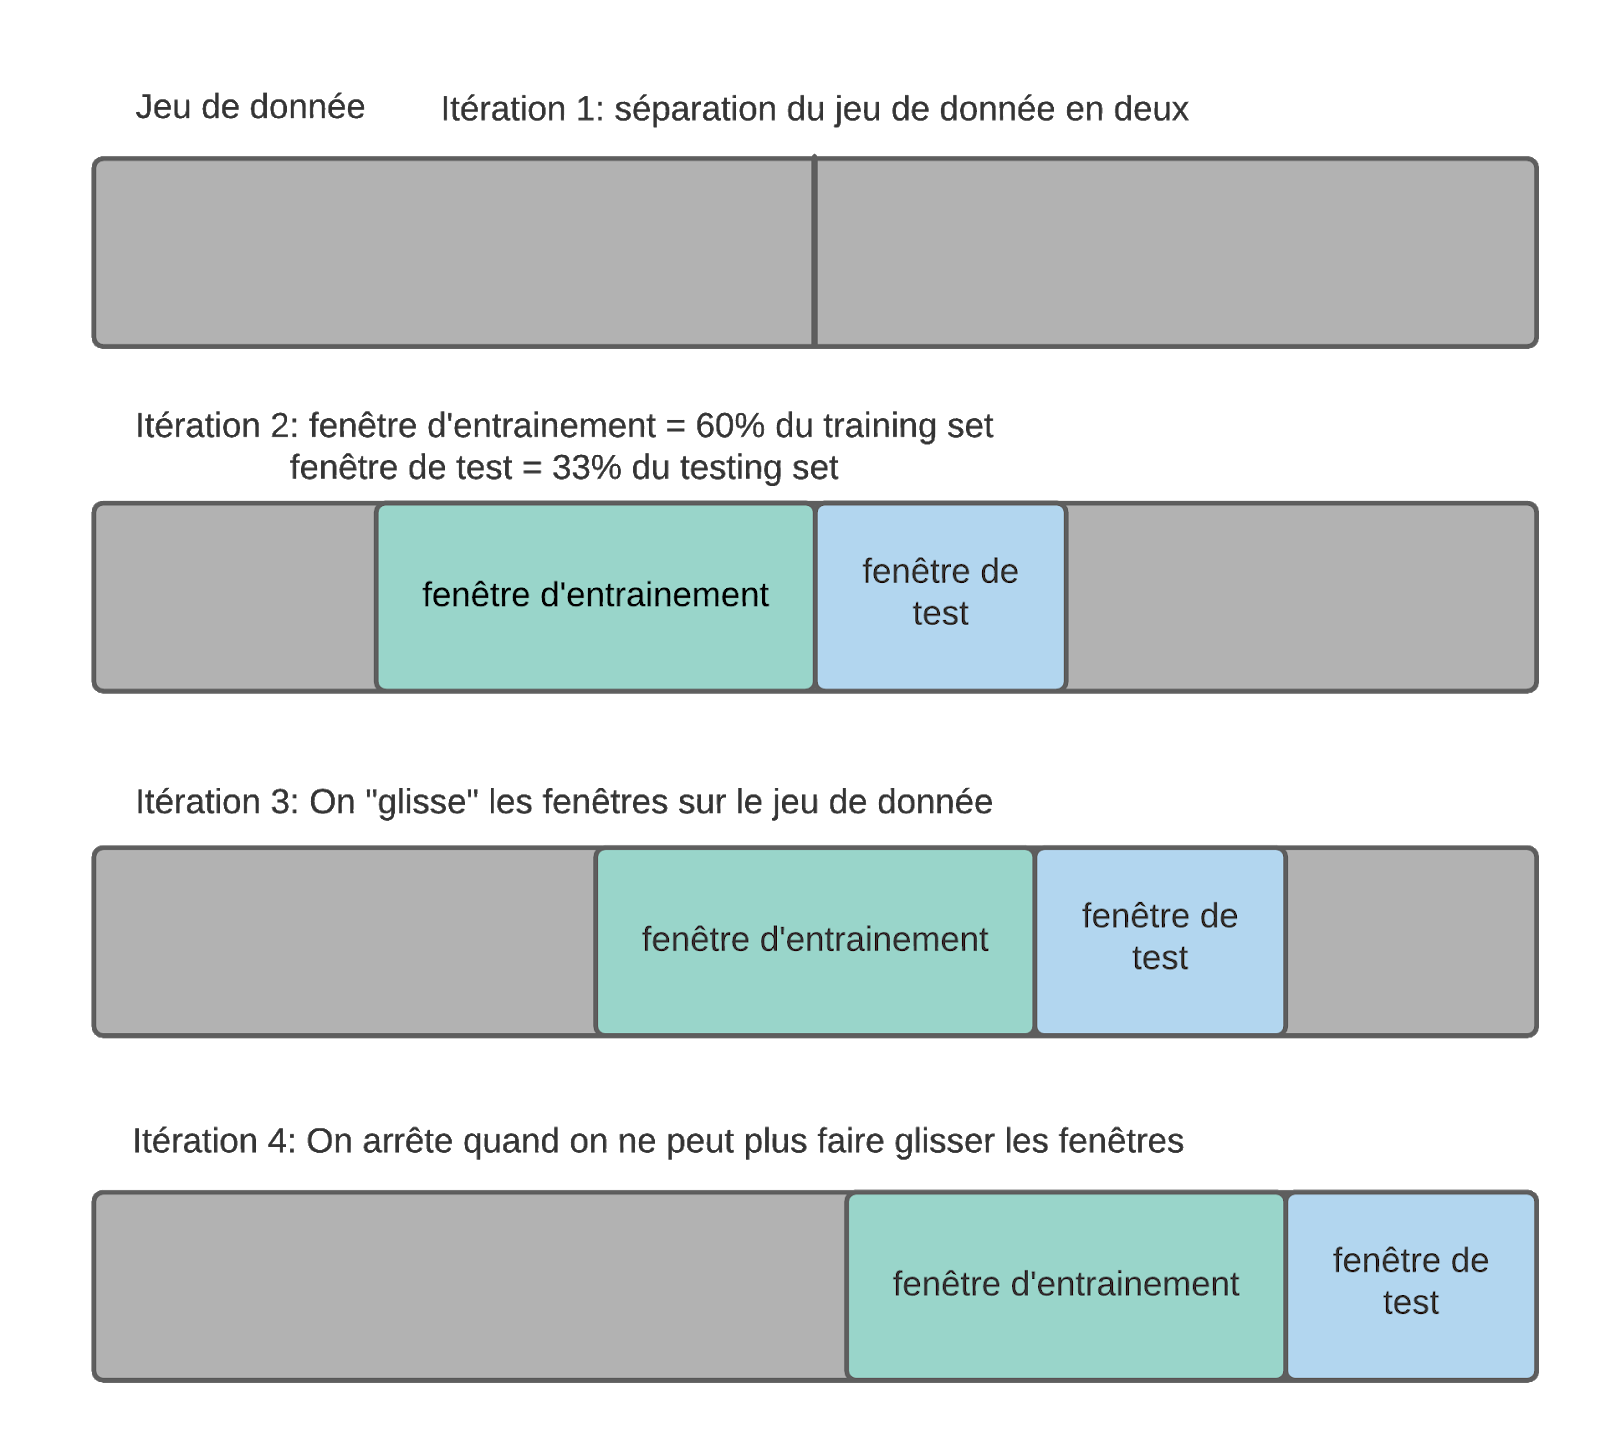 Jeu de donnée
Itération 1: séparation du jeu de donnée en deux
Itération 2: fenêtre d'entrainement = 60% du training set
fenêtre de test = 33% du testing set
fenêtre d'entrainement
fenêtre de
test
Itération 3: On "glisse" les fenêtres sur le jeu de donnée
fenêtre d'entrainement
fenêtre de
test
Itération 4: On arrête quand on ne peut plus faire glisser les fenêtres
fenêtre d'entrainement
fenêtre de
test